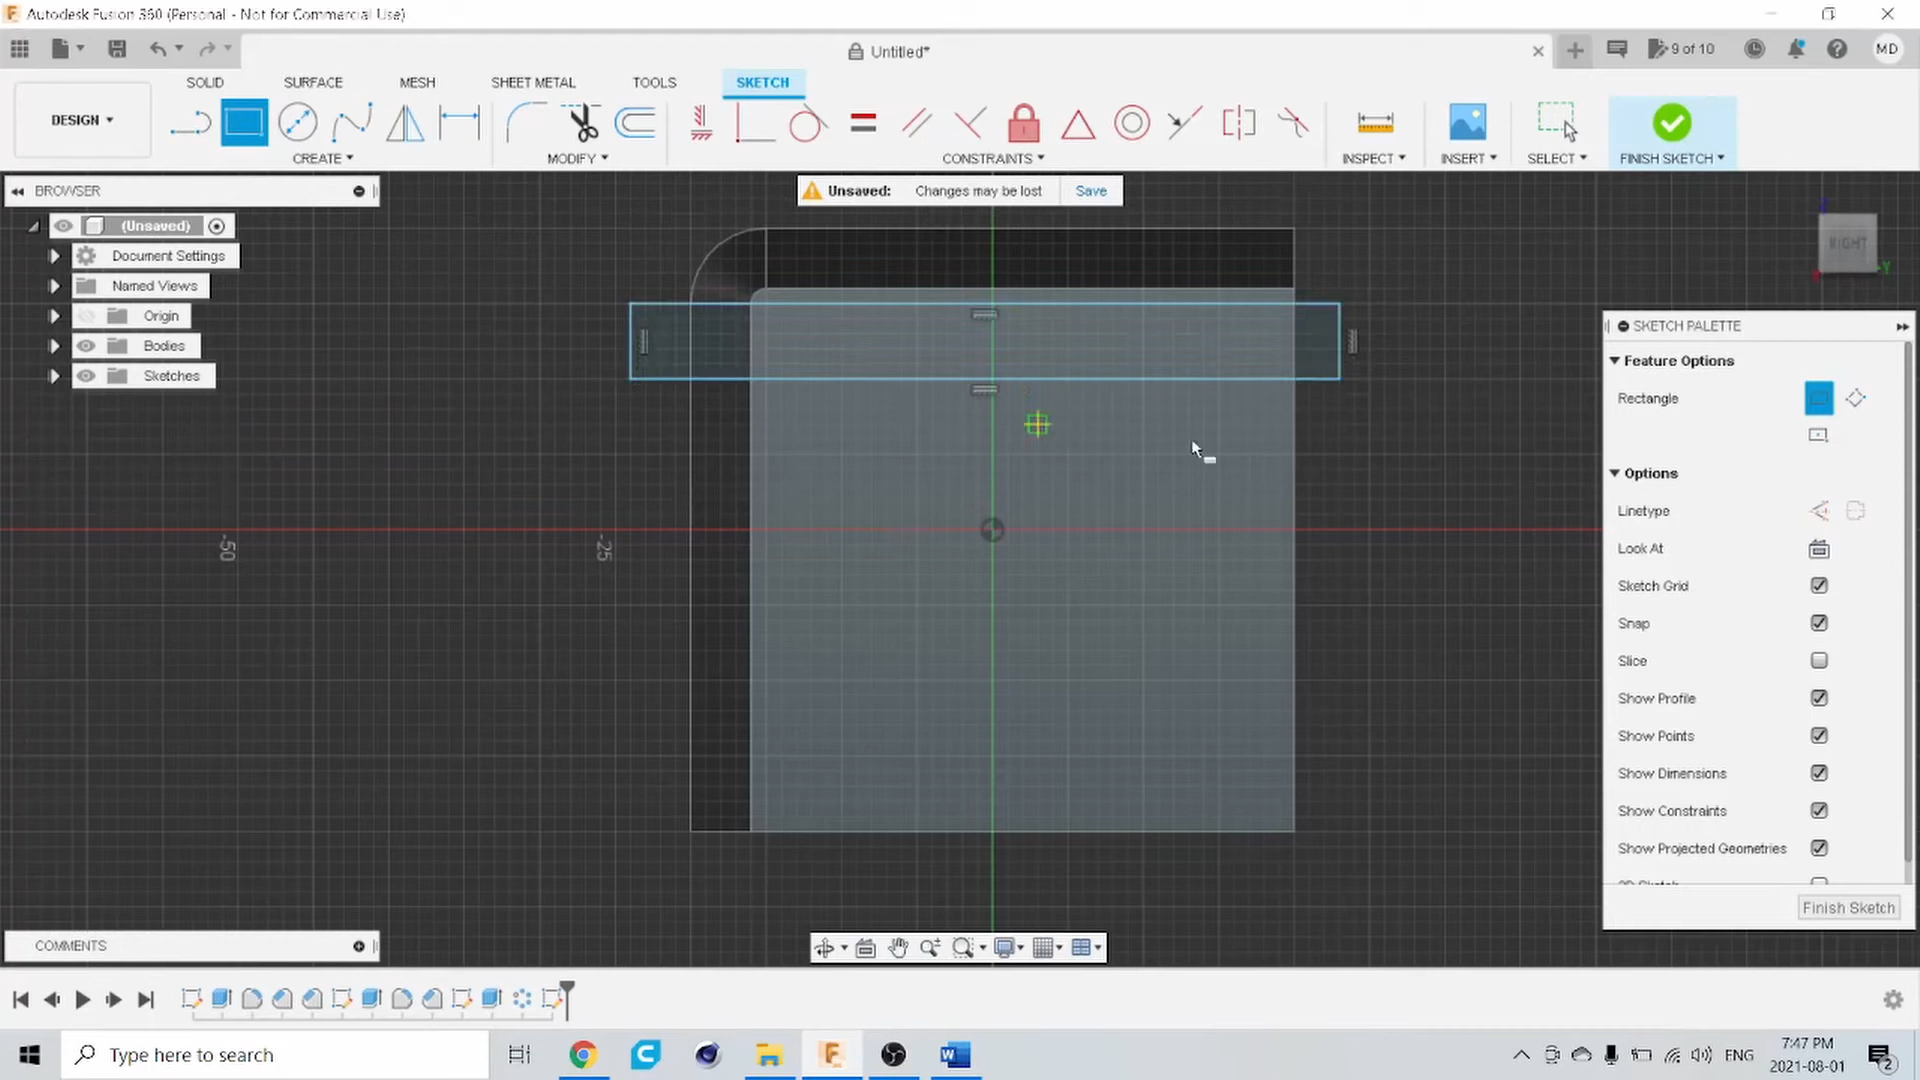 Autodesk Fusion 360 (Personal - Not for Commercial Use)
Untitled*
9 of 10
MD
SOLID
SURFACE
MESH
SHEET METAL
TOOLS
SKETCH
DESIGN
CREATE
MODIFY
CONSTRAINTS
INSPECT
INSERT
SELECT
FINISH SKETCH
BROWSER
Unsaved: Changes may be lost
Save
(Unsaved)
Document Settings
Named Views
Origin
Bodies
Sketches
RIGHT
Y
-50
-25
SKETCH PALETTE
Feature Options
Rectangle
Options
Linetype
Look At
Sketch Grid
Snap
Slice
Show Profile
Show Points
Show Dimensions
Show Constraints
Show Projected Geometries
Finish Sketch
COMMENTS
Type here to search
ENG
7:47 PM
2021-08-01
2